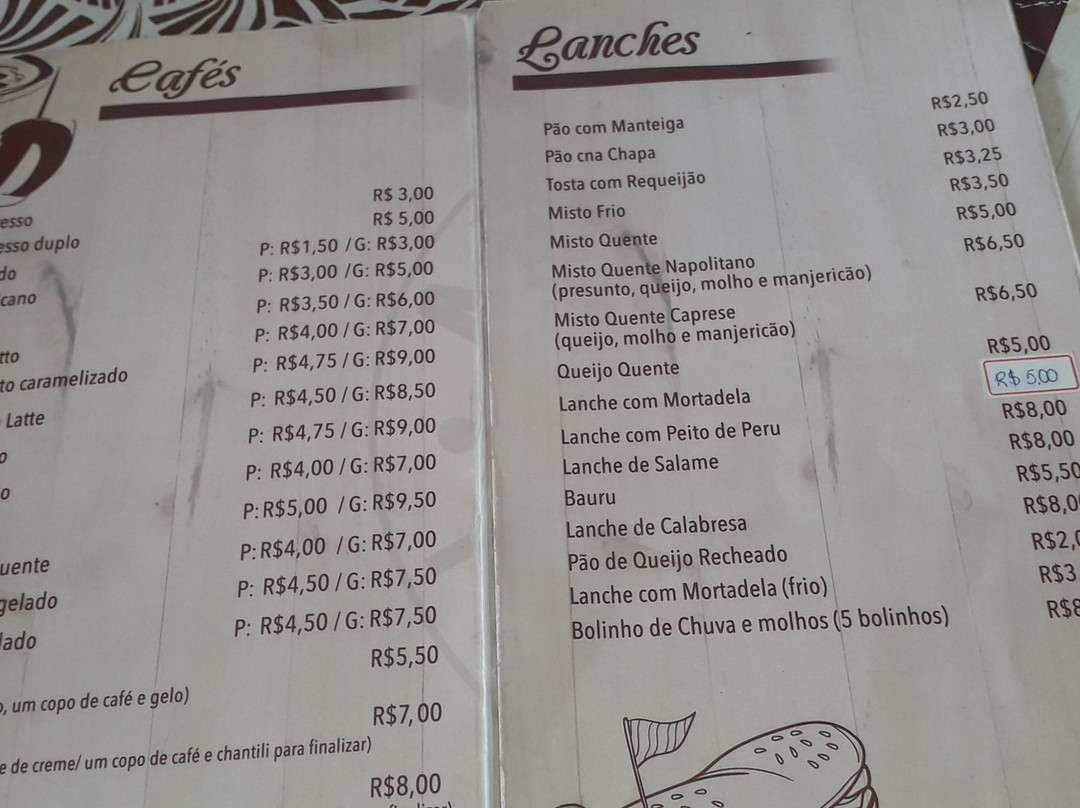 Cafés
R$ 3,00
R$ 5,00
duplo
P: R$1,50 / G: R$3,00
P: R$3,00 /G: R$5,00
P: R$3,50 / G: R$6,00
P: R$4,00 / G: R$7,00
caramelizado
P: R$4,75 / G: R$9,00
Latte
P: R$4,50 / G: R$8,50
P: R$4,75 / G: R$9,00
P: R$4,00 / G: R$7,00
P: R$5,00 / G: R$9,50
P: R$4,00 / G: R$7,00
gelado
P: R$4,50 / G: R$7,50
P: R$4,50 / G: R$7,50
R$5,50
um copo de café e gelo)
R$7,00
de creme/ um copo de café e chantili para finalizar)
R$8,00
Lanches
Pão com Manteiga R$2,50
Pão cna Chapa R$3,00
Tosta com Requeijão R$3,25
Misto Frio R$3,50
Misto Quente R$5,00
Misto Quente Napolitano R$6,50
(presunto, queijo, molho e manjericão)
Misto Quente Caprese R$6,50
(queijo, molho e manjericão)
Queijo Quente R$5,00
Lanche com Mortadela R$ 5,00
Lanche com Peito de Peru R$8,00
Lanche de Salame R$8,00
Bauru R$5,50
Lanche de Calabresa
Pão de Queijo Recheado
Lanche com Mortadela (frio)
Bolinho de Chuva e molhos (5 bolinhos)